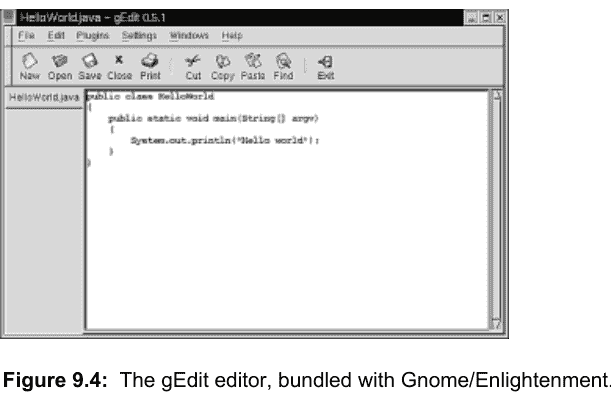 HelloWorld.java - gEdit 0.5.1
File Edit Plugins Settings Windows Help
New Open Save Close Print Cut Copy Paste Find Exit
HelloWorld.java
public class HelloWorld
{
public static void main(String[] argv)
{
System.out.println("Hello world");
}
}
Figure 9.4: The gEdit editor, bundled with Gnome/Enlightenment.